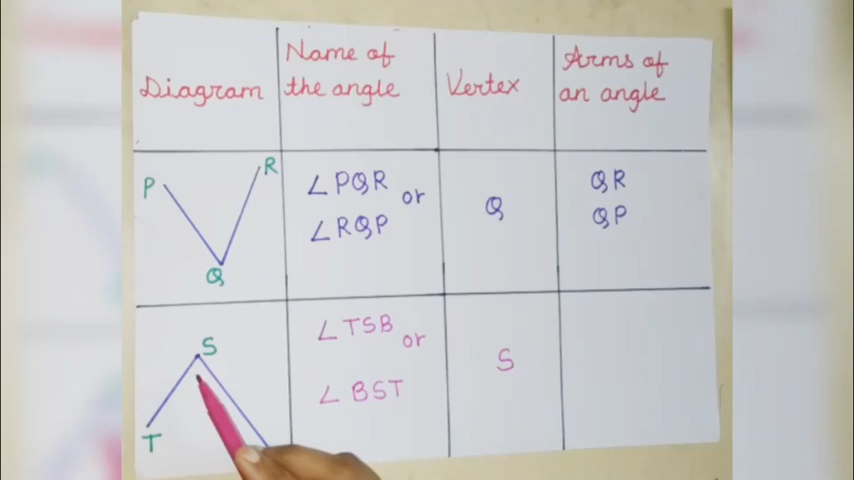 Diagram
Name of
the angle
Vertex
Arms of
an angle
P
R
Q
∠PQR or
∠RQP
Q
QR
QP
S
T
∠TSB or
∠BST
S